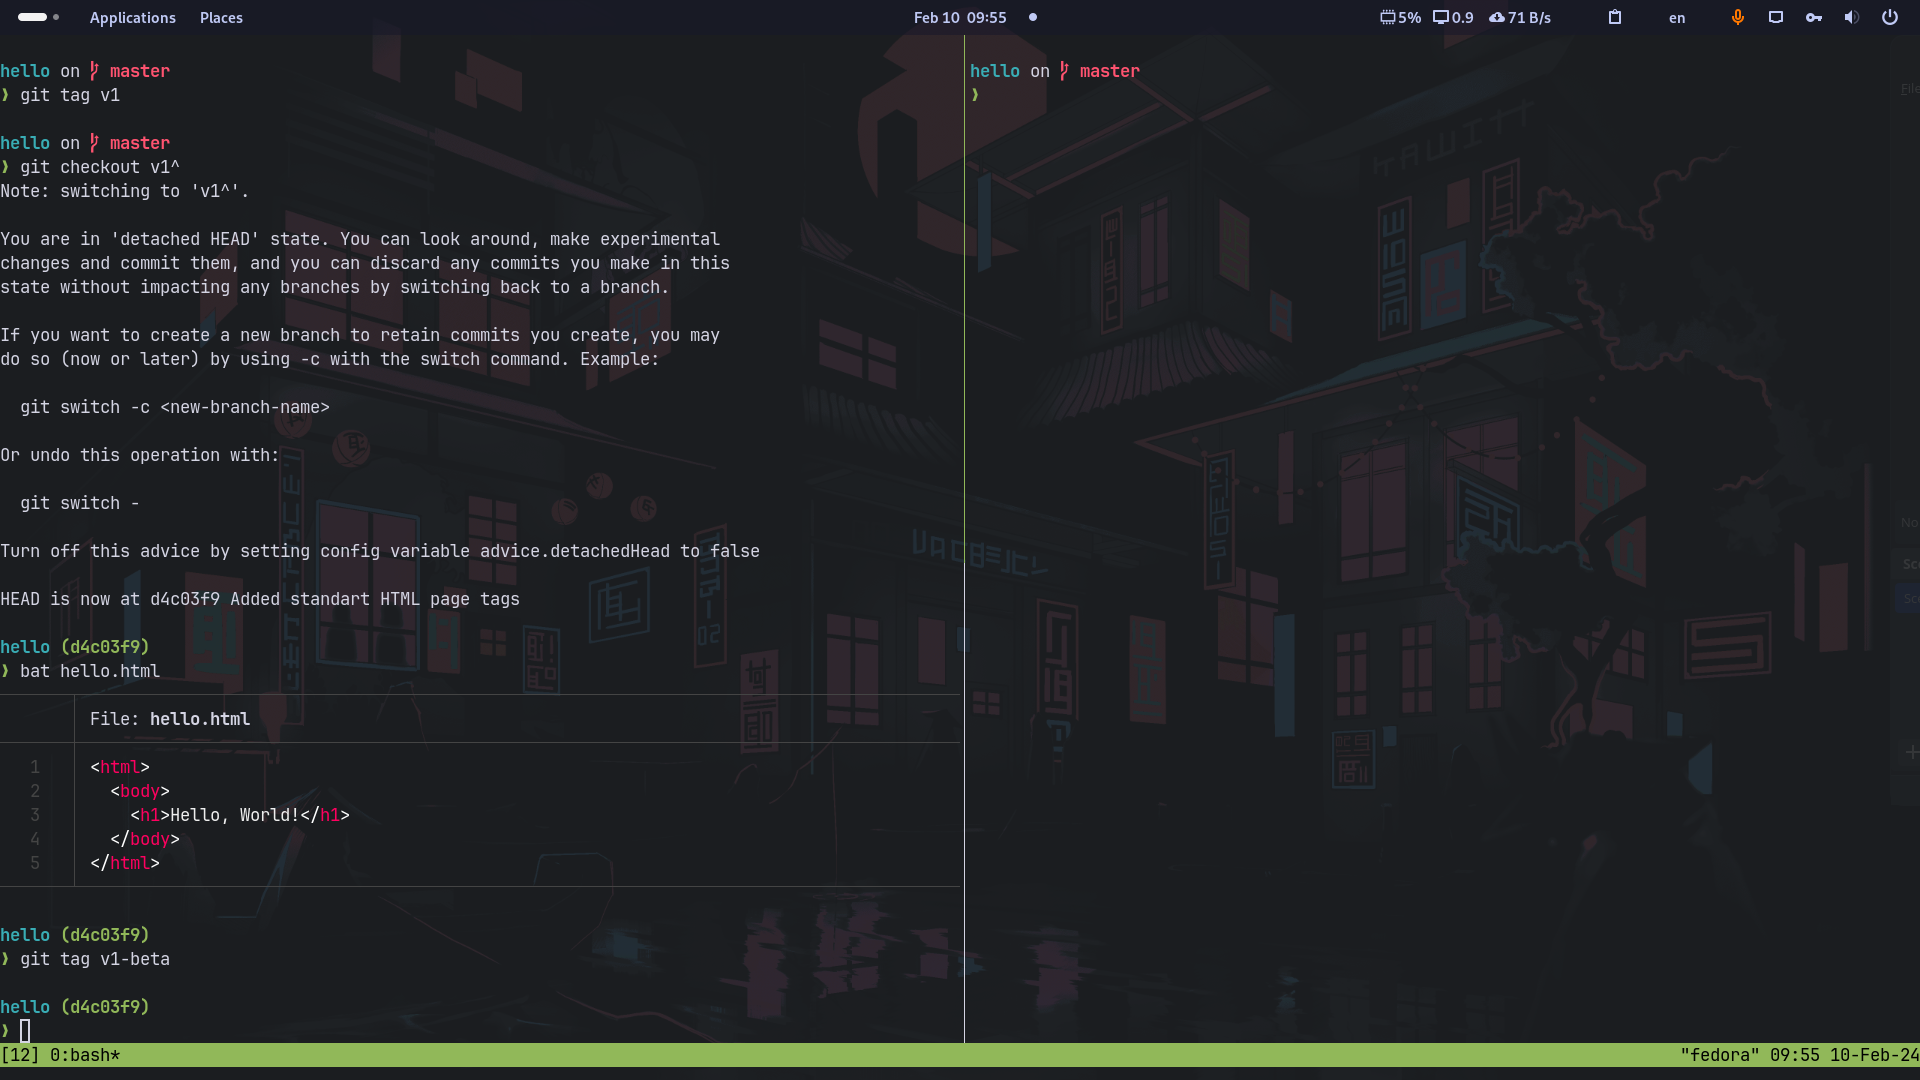 Applications Places
Feb 10 09:55
5% 0.9 71 B/s en
hello on master
❯ git tag v1
hello on master
❯ git checkout v1^
Note: switching to 'v1^'.
You are in 'detached HEAD' state. You can look around, make experimental
changes and commit them, and you can discard any commits you make in this
state without impacting any branches by switching back to a branch.
If you want to create a new branch to retain commits you create, you may
do so (now or later) by using -c with the switch command. Example:
git switch -c <new-branch-name>
Or undo this operation with:
git switch -
Turn off this advice by setting config variable advice.detachedHead to false
HEAD is now at d4c03f9 Added standart HTML page tags
hello (d4c03f9)
❯ bat hello.html
File: hello.html
1 <html>
2 <body>
3 <h1>Hello, World!</h1>
4 </body>
5 </html>
hello (d4c03f9)
❯ git tag v1-beta
hello (d4c03f9)
❯
hello on master
❯
File
[12] 0:bash*
"fedora" 09:55 10-Feb-24